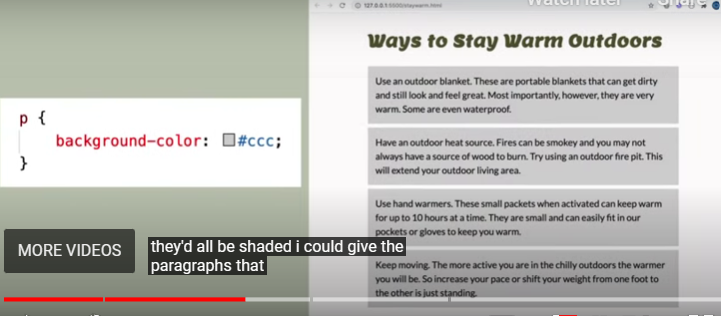 127.0.0.1:5500/staywarm.html
Watch later
Share
Ways to Stay Warm Outdoors
Use an outdoor blanket. These are portable blankets that can get dirty
and still look and feel great. Most importantly, however, they are very
warm. Some are even waterproof.
p {
background-color: #ccc;
}
Have an outdoor heat source. Fires can be smokey and you may not
always have a source of wood to burn. Try using an outdoor fire pit. This
will extend your outdoor living area.
Use hand warmers. These small packets when activated can keep warm
for up to 10 hours at a time. They are small and can easily fit in our
pockets or gloves to keep you warm.
MORE VIDEOS
they'd all be shaded i could give the
paragraphs that
Keep moving. The more active you are in the chilly outdoors the warmer
you will be. So increase your pace or shift your weight from one foot to
the other is just standing.